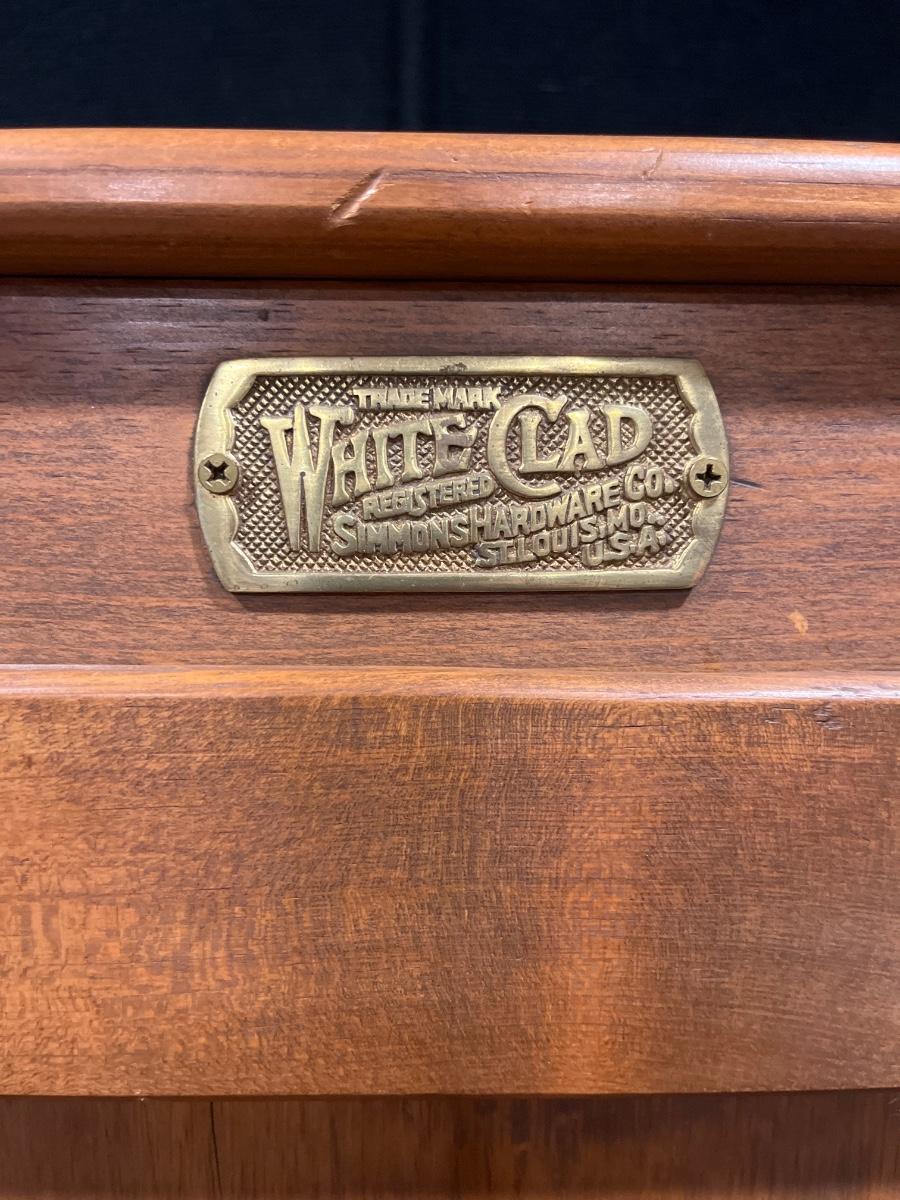 TRADE MARK
WHITE CLAD
REGISTERED
SIMMONS HARDWARE CO.
ST. LOUIS, MO.
U.S.A.